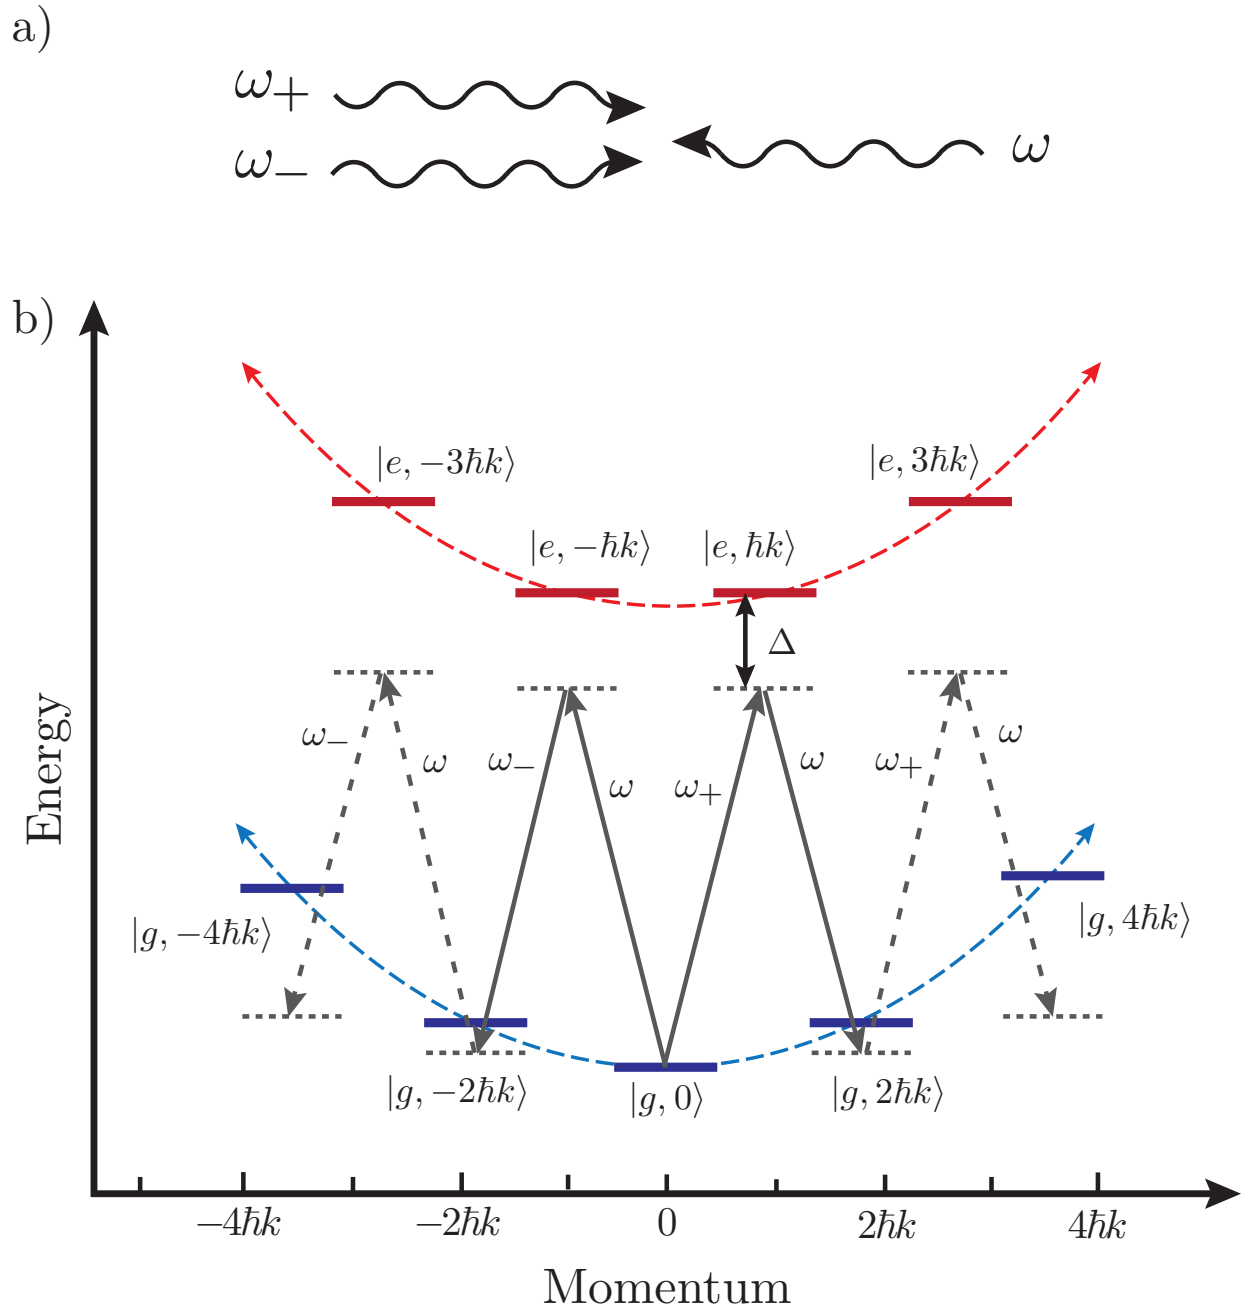 a)
ω₊
ω₋
ω
b)
|e, −3ħk⟩
|e, 3ħk⟩
|e, −ħk⟩
|e, ħk⟩
Δ
ω₋
ω
ω₋
ω
ω₊
ω
ω₊
ω
Energy
|g, −4ħk⟩
|g, 4ħk⟩
|g, −2ħk⟩
|g, 0⟩
|g, 2ħk⟩
−4ħk
−2ħk
0
2ħk
4ħk
Momentum